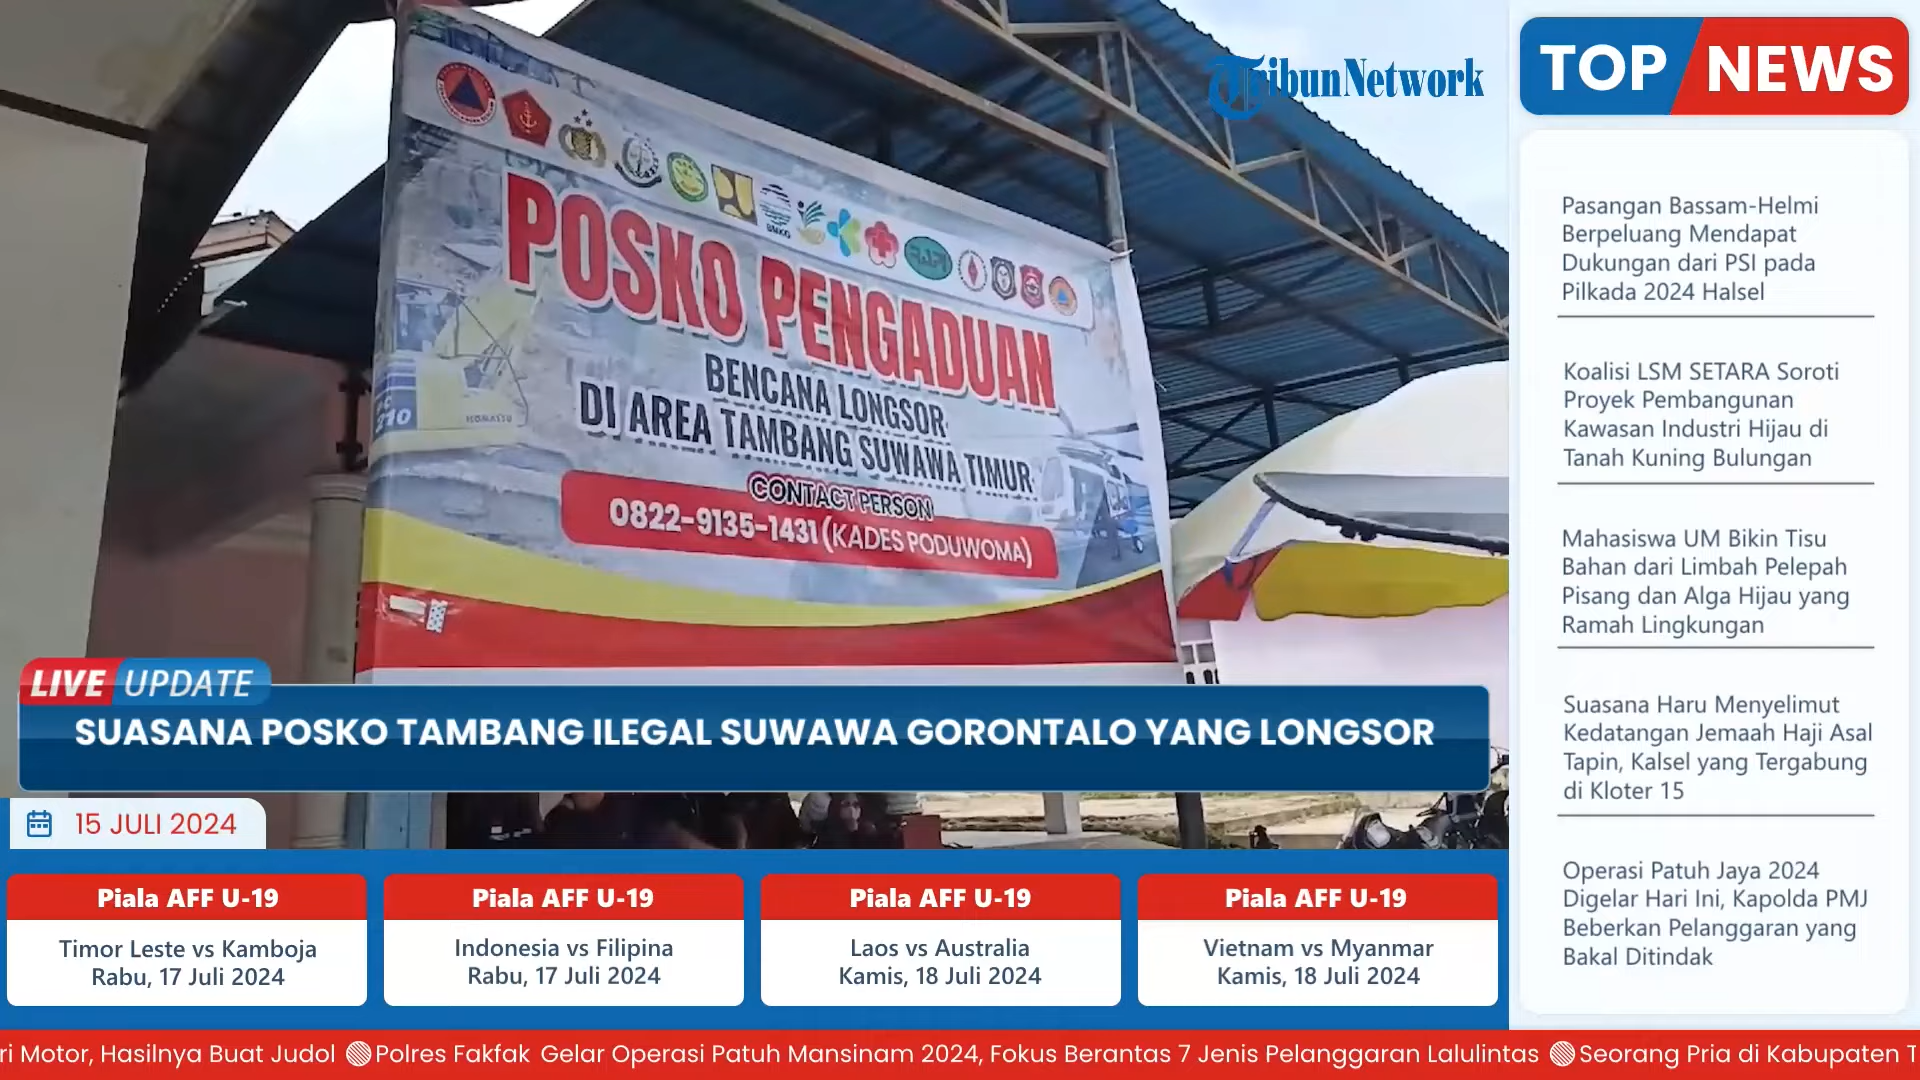 TribunNetwork
TOP NEWS
BMKG
RAPI
POSKO PENGADUAN
BENCANA LONGSOR
DI AREA TAMBANG SUWAWA TIMUR
CONTACT PERSON
0822-9135-1431 (KADES PODUWOMA)
210
KOMATSU
LIVE UPDATE
SUASANA POSKO TAMBANG ILEGAL SUWAWA GORONTALO YANG LONGSOR
15 JULI 2024
Pasangan Bassam-Helmi
Berpeluang Mendapat
Dukungan dari PSI pada
Pilkada 2024 Halsel
Koalisi LSM SETARA Soroti
Proyek Pembangunan
Kawasan Industri Hijau di
Tanah Kuning Bulungan
Mahasiswa UM Bikin Tisu
Bahan dari Limbah Pelepah
Pisang dan Alga Hijau yang
Ramah Lingkungan
Suasana Haru Menyelimut
Kedatangan Jemaah Haji Asal
Tapin, Kalsel yang Tergabung
di Kloter 15
Operasi Patuh Jaya 2024
Digelar Hari Ini, Kapolda PMJ
Beberkan Pelanggaran yang
Bakal Ditindak
Piala AFF U-19
Timor Leste vs Kamboja
Rabu, 17 Juli 2024
Piala AFF U-19
Indonesia vs Filipina
Rabu, 17 Juli 2024
Piala AFF U-19
Laos vs Australia
Kamis, 18 Juli 2024
Piala AFF U-19
Vietnam vs Myanmar
Kamis, 18 Juli 2024
ri Motor, Hasilnya Buat Judol Polres Fakfak Gelar Operasi Patuh Mansinam 2024, Fokus Berantas 7 Jenis Pelanggaran Lalulintas Seorang Pria di Kabupaten T